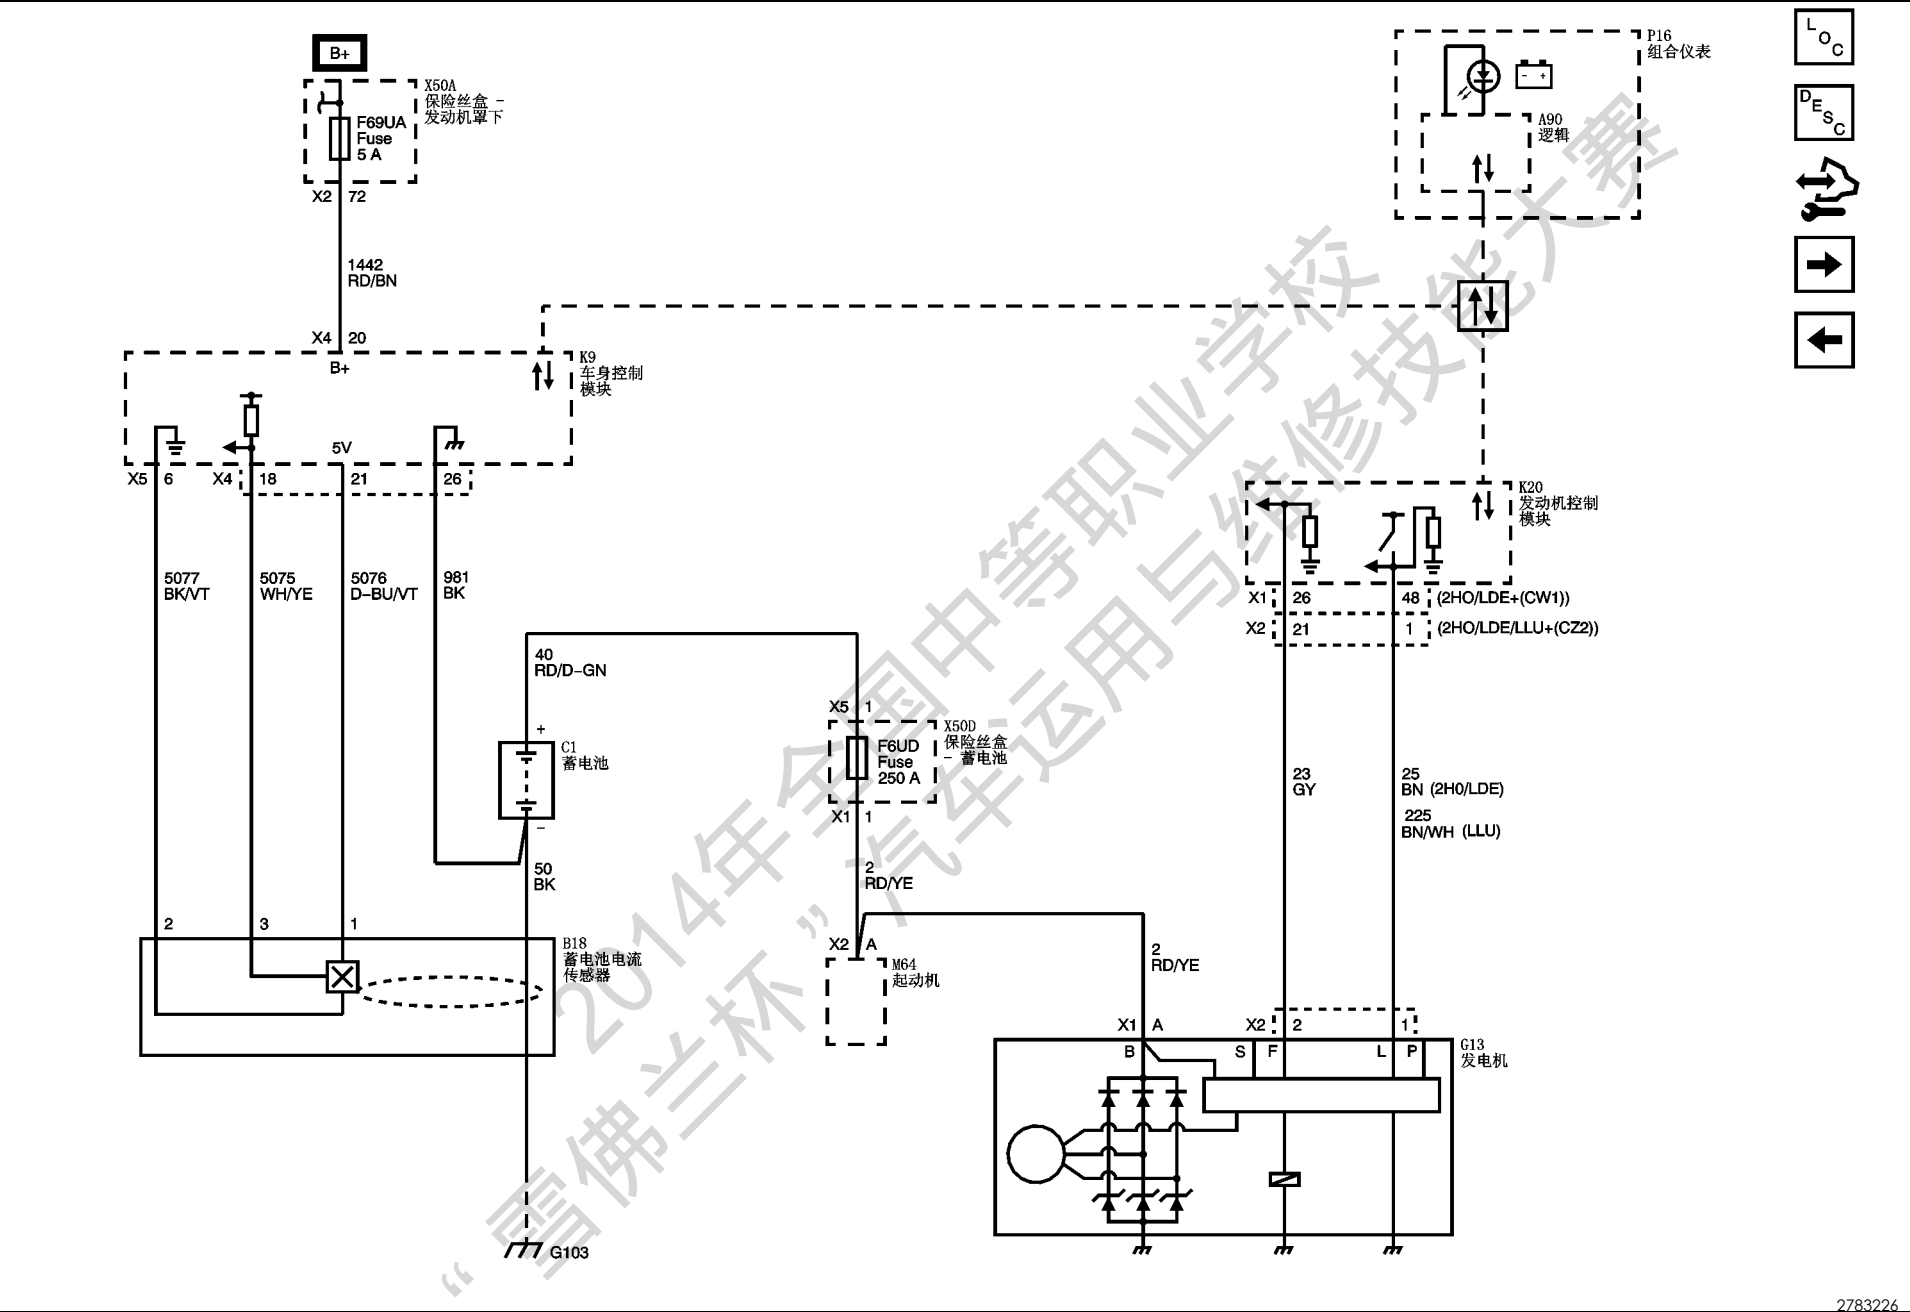 B+
X50A
保险丝盒 -
发动机罩下
F69UA
Fuse
5 A
X2 72
1442
RD/BN
X4 20
B+
K9
车身控制
模块
5V
X5 6 X4 18 21 26
5077
BK/VT
5075
WH/YE
5076
D-BU/VT
981
BK
40
RD/D-GN
+
C1
蓄电池
-
50
BK
2 3 1
B18
蓄电池电流
传感器
G103
X5 1
X50D
保险丝盒
- 蓄电池
F6UD
Fuse
250 A
X1 1
2
RD/YE
X2 A
M64
起动机
2
RD/YE
P16
组合仪表
- +
A90
逻辑
K20
发动机控制
模块
X1 26 48 (2HO/LDE+(CW1))
X2 21 1 (2HO/LDE/LLU+(CZ2))
23
GY
25
BN (2H0/LDE)
225
BN/WH (LLU)
X1 A X2 2 1
B S F L P
G13
发电机
LOC
DESC
2014年全国中等职业学校
“雪佛兰杯”汽车运用与维修技能大赛
2783226